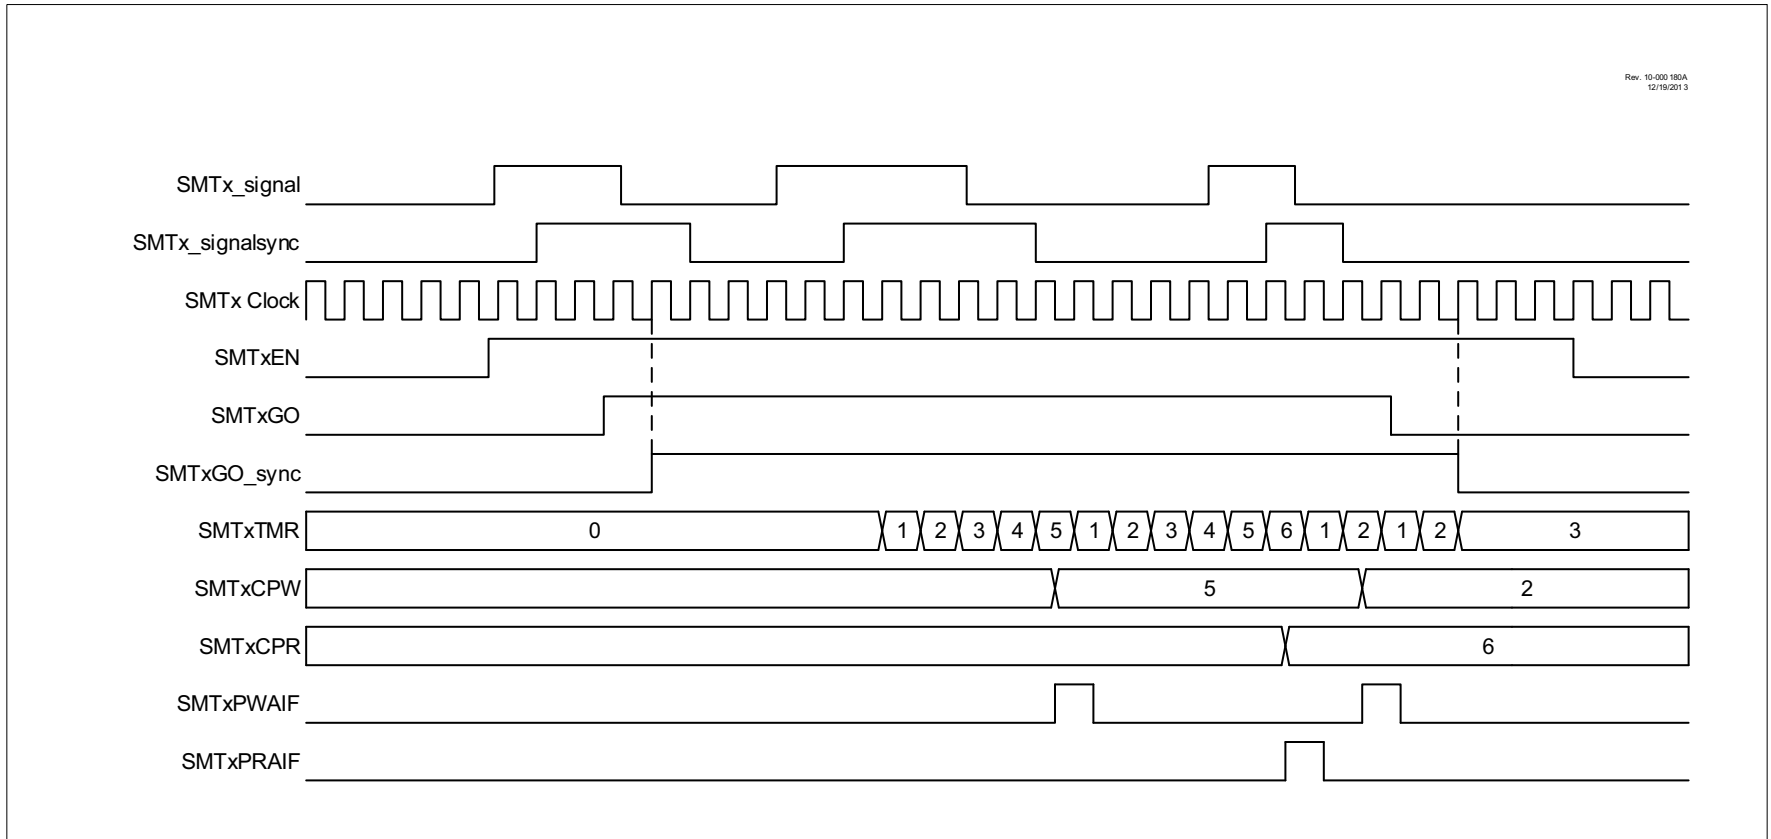 Rev. 10-000 180A
12/19/201 3
SMTx_signal
SMTx_signalsync
SMTx Clock
SMTxEN
SMTxGO
SMTxGO_sync
SMTxTMR 0 1 2 3 4 5 1 2 3 4 5 6 1 2 1 2 3
SMTxCPW 5 2
SMTxCPR 6
SMTxPWAIF
SMTxPRAIF